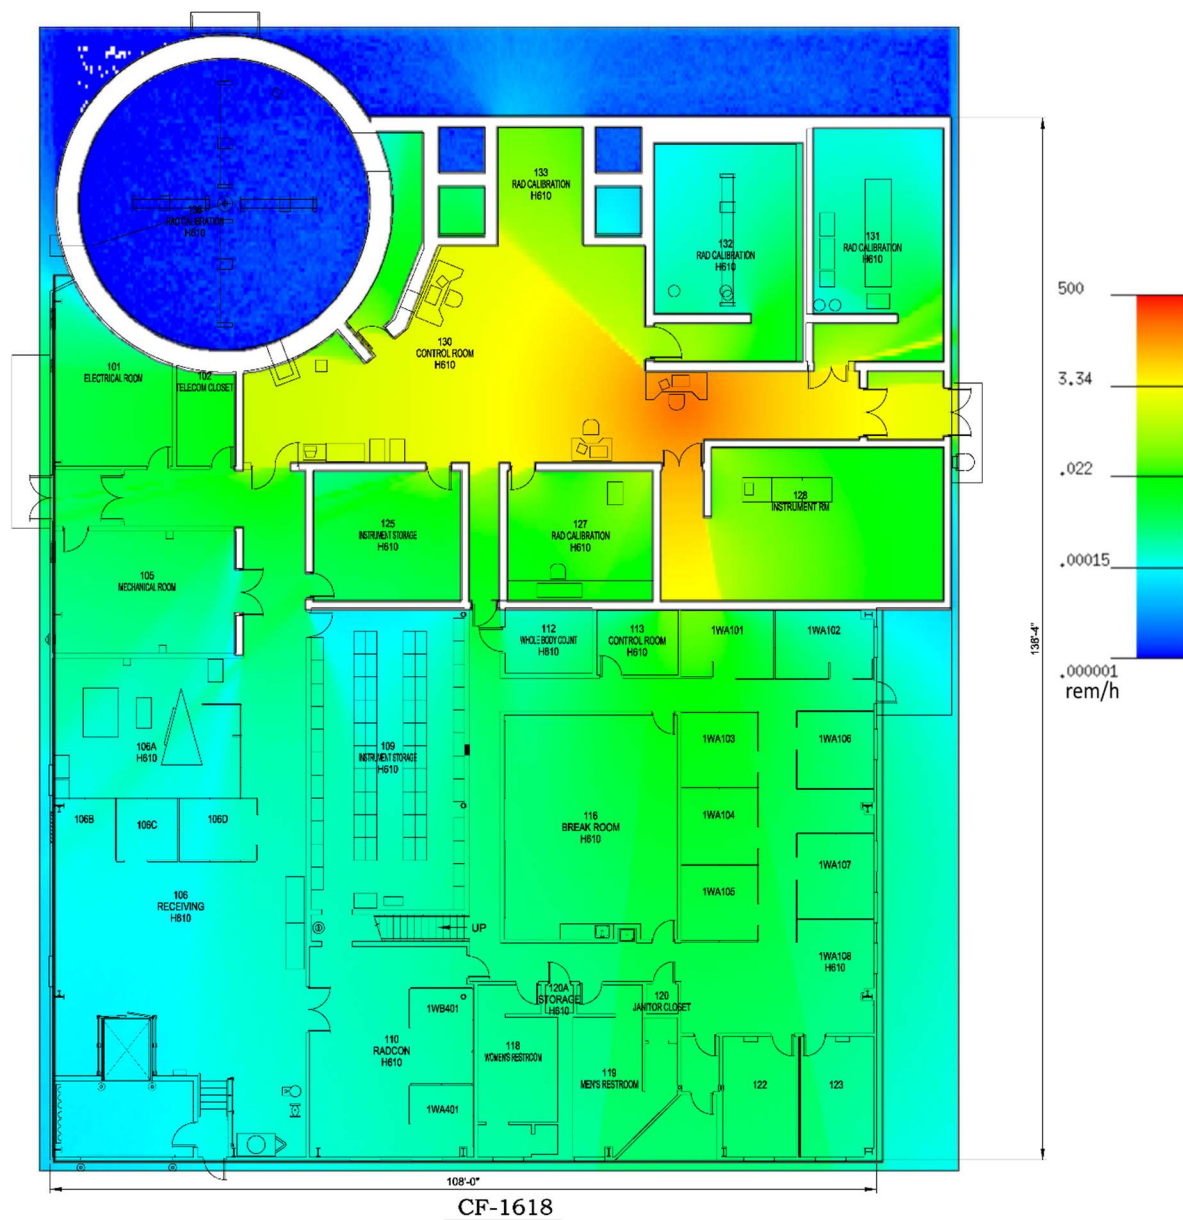 133
RAD CALIBRATION
H610
RAD CALIBRATION
H610
132
RAD CALIBRATION
H610
131
RAD CALIBRATION
H610
130
CONTROL ROOM
H610
101
ELECTRICAL ROOM
102
TELECOM CLOSET
125
INSTRUMENT STORAGE
H610
127
RAD CALIBRATION
H610
128
INSTRUMENT RM
105
MECHANICAL ROOM
112
WHOLE BODY COUNT
H610
113
CONTROL ROOM
H610
1WA101
1WA102
106A
H610
109
INSTRUMENT STORAGE
H610
1WA103
1WA106
106B
106C
106D
116
BREAK ROOM
H610
1WA104
1WA107
106
RECEIVING
H610
1WA105
UP
1WA108
H610
120A
STORAGE
H610
120
JANITOR CLOSET
1WB401
110
RADCON
H610
118
WOMEN'S RESTROOM
119
MEN'S RESTROOM
122
123
1WA401
108'-0"
CF-1618
500
3.34
.022
.00015
.000001
rem/h